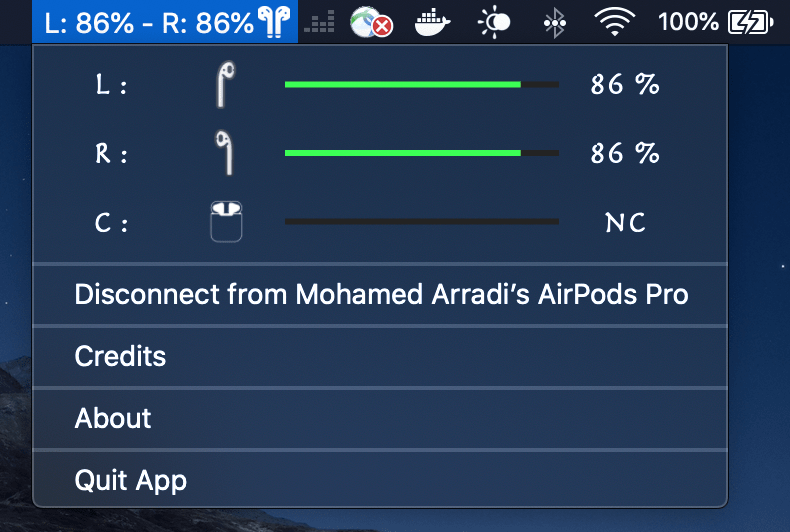 L: 86% - R: 86% 100%
L : 86 %
R : 86 %
C : NC
Disconnect from Mohamed Arradi’s AirPods Pro
Credits
About
Quit App